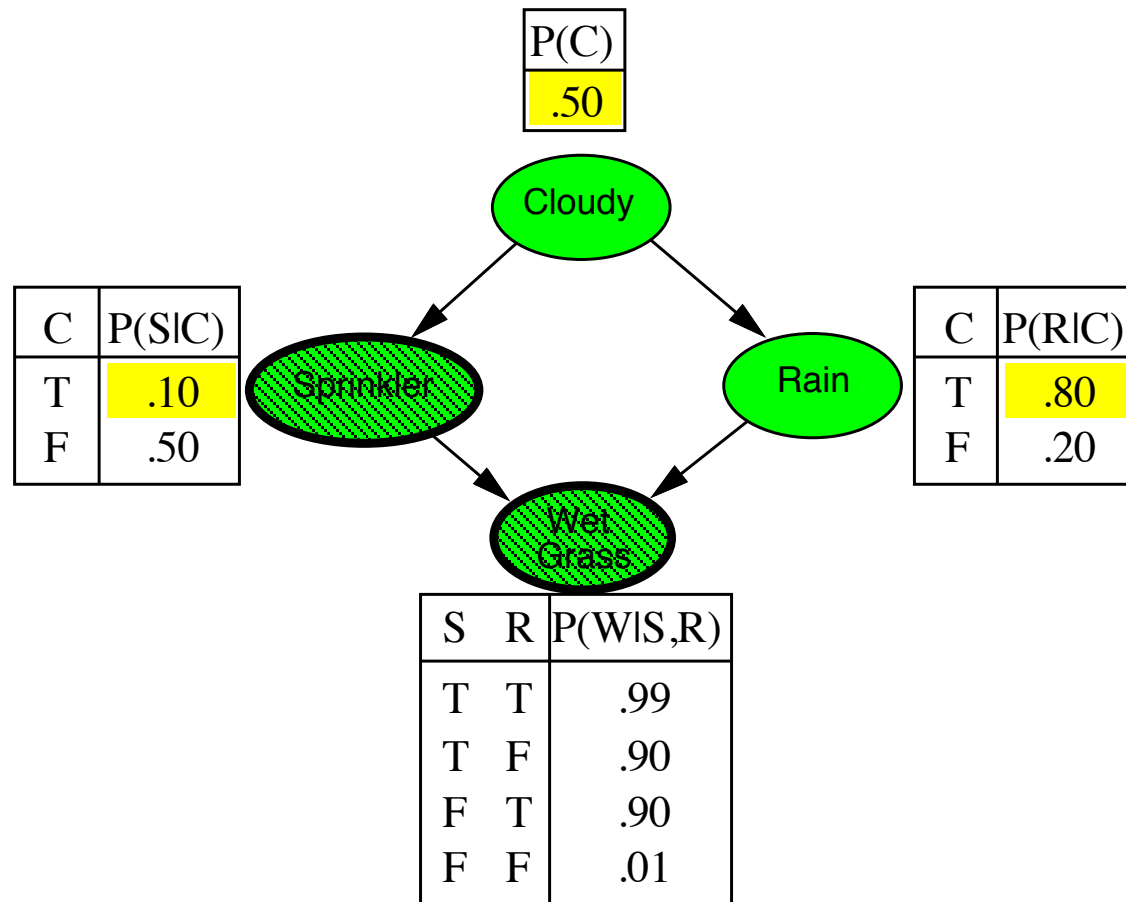 P(C)
.50
Cloudy
C P(S|C)
T .10
F .50
Sprinkler
Rain
C P(R|C)
T .80
F .20
Wet
Grass
S R P(W|S,R)
T T .99
T F .90
F T .90
F F .01